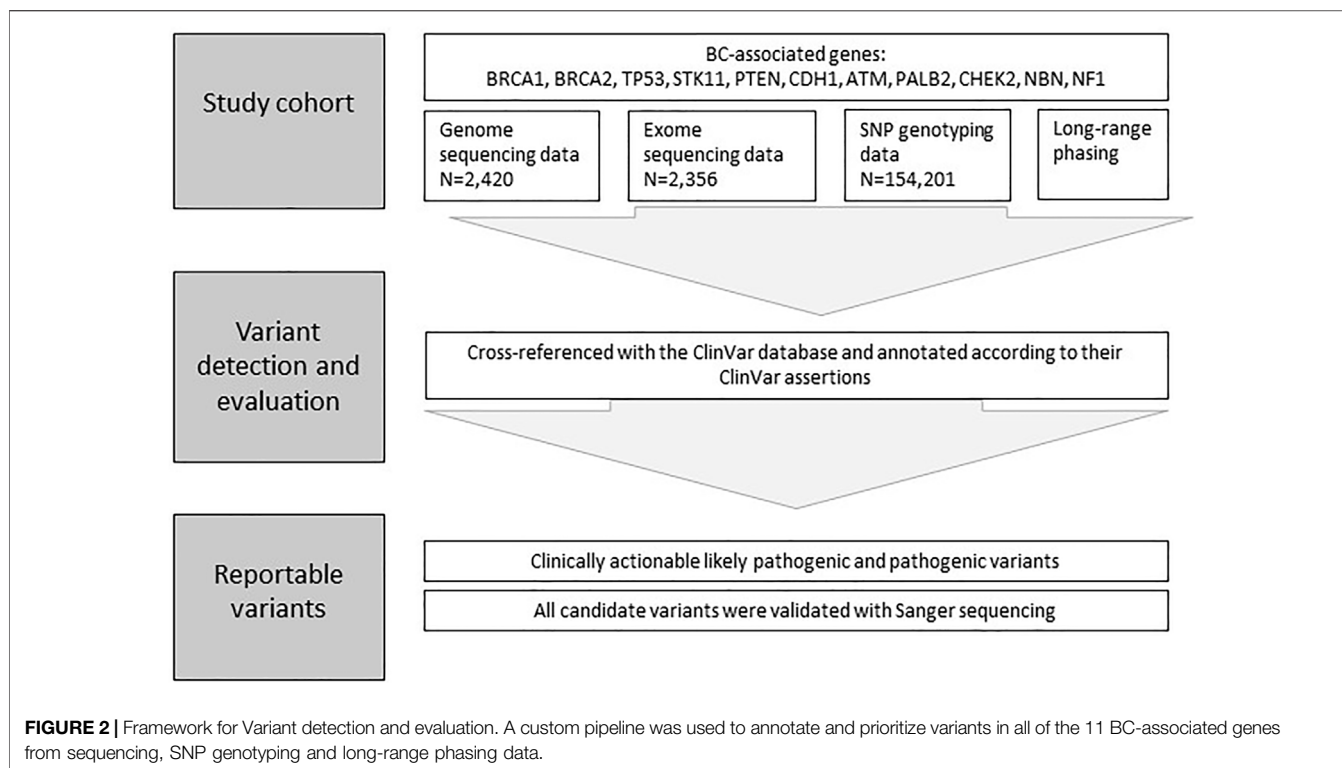 Study cohort
BC-associated genes:
BRCA1, BRCA2, TP53, STK11, PTEN, CDH1, ATM, PALB2, CHEK2, NBN, NF1
Genome
sequencing data
N=2,420
Exome
sequencing data
N=2,356
SNP genotyping
data
N=154,201
Long-range
phasing
Variant
detection and
evaluation
Cross-referenced with the ClinVar database and annotated according to their
ClinVar assertions
Reportable
variants
Clinically actionable likely pathogenic and pathogenic variants
All candidate variants were validated with Sanger sequencing
FIGURE 2 | Framework for Variant detection and evaluation. A custom pipeline was used to annotate and prioritize variants in all of the 11 BC-associated genes
from sequencing, SNP genotyping and long-range phasing data.